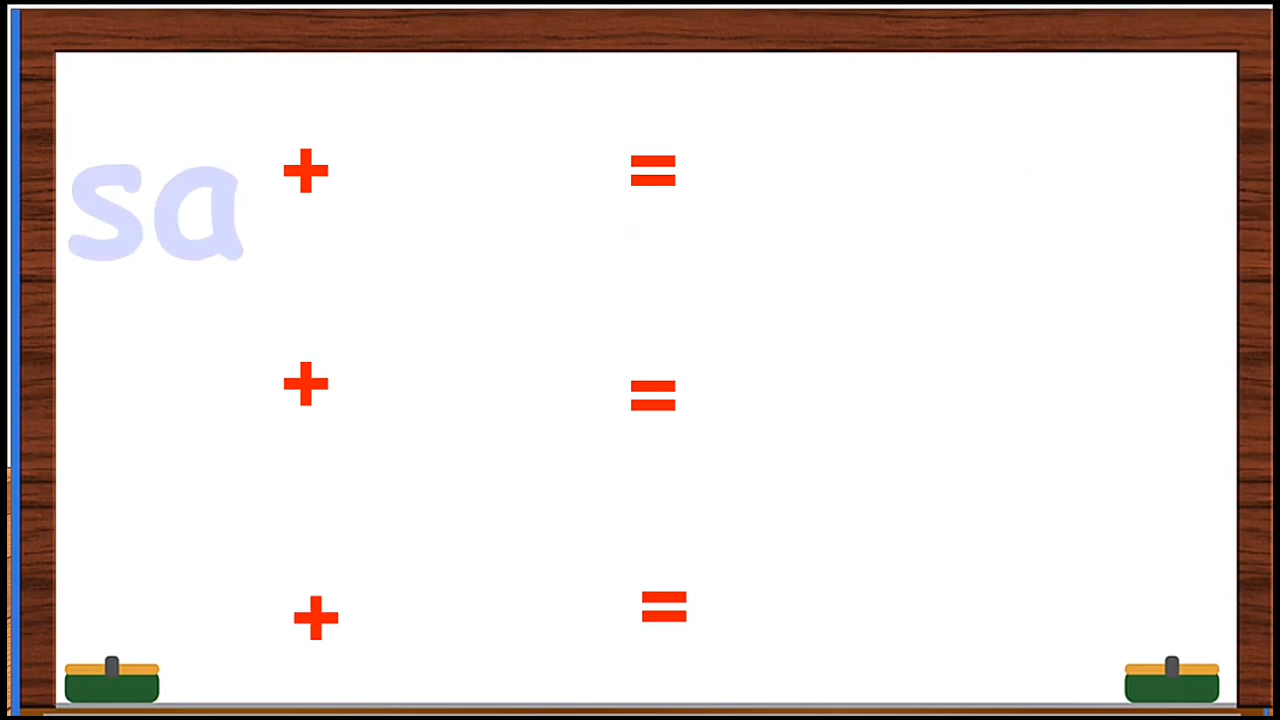 sa + =
+ =
+ =